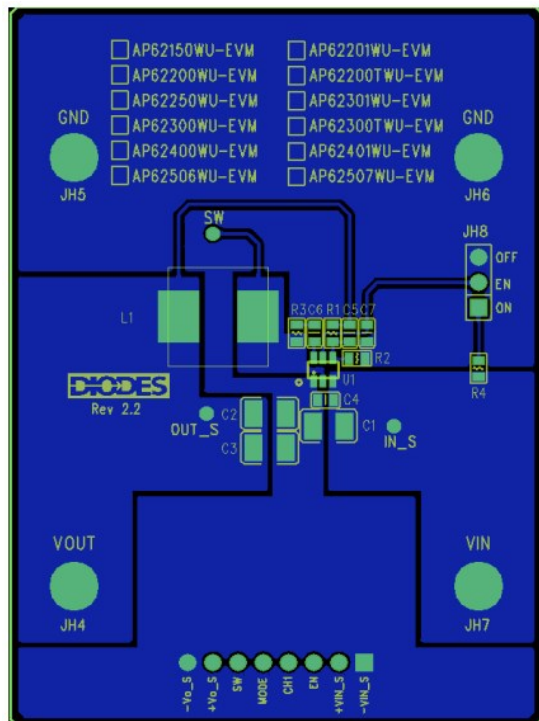 AP62150WU-EVM AP62201WU-EVM
AP62200WU-EVM AP62200TWU-EVM
AP62250WU-EVM AP62301WU-EVM
AP62300WU-EVM AP62300TWU-EVM
AP62400WU-EVM AP62401WU-EVM
AP62506WU-EVM AP62507WU-EVM
GND GND
JH5 JH6
SW
JH8
OFF
EN
ON
L1
R3 C6 R1 C5 C7
R2
U1
R4
DIODES
Rev 2.2
C4
OUT_S C2 C1 IN_S
C3
VOUT VIN
JH4 JH7
-Vo_S +Vo_S SW MODE CH1 EN +VIN_S -VIN_S